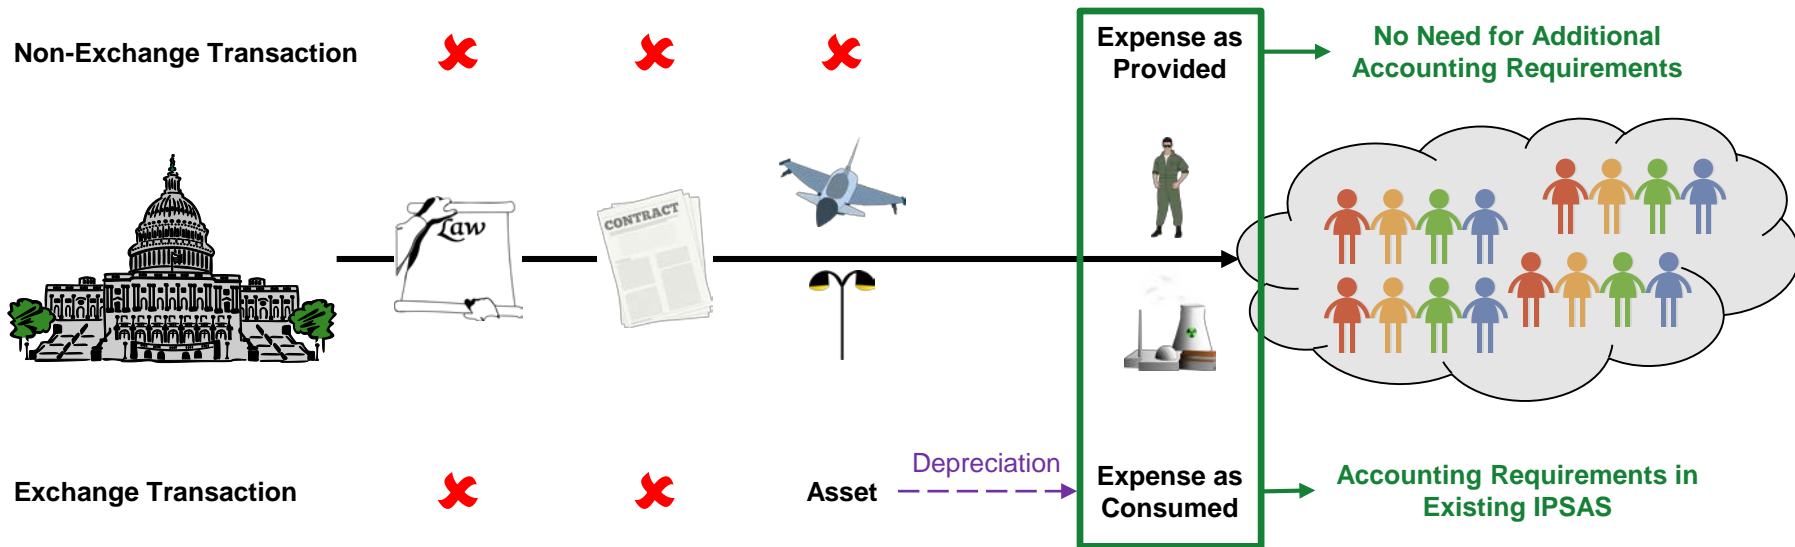 Non-Exchange Transaction
Expense as
Provided
No Need for Additional
Accounting Requirements
Law
CONTRACT
Exchange Transaction
Asset
Depreciation
Expense as
Consumed
Accounting Requirements in
Existing IPSAS